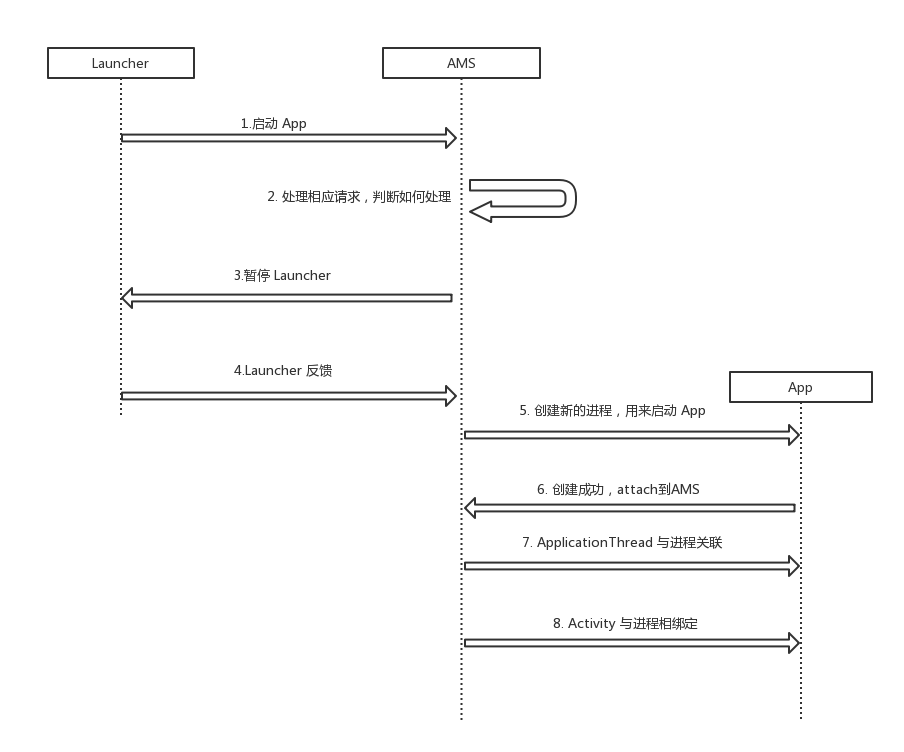 Launcher
AMS
1.启动 App
2. 处理相应请求，判断如何处理
3.暂停 Launcher
4.Launcher 反馈
App
5. 创建新的进程，用来启动 App
6. 创建成功，attach到AMS
7. ApplicationThread 与进程关联
8. Activity 与进程相绑定